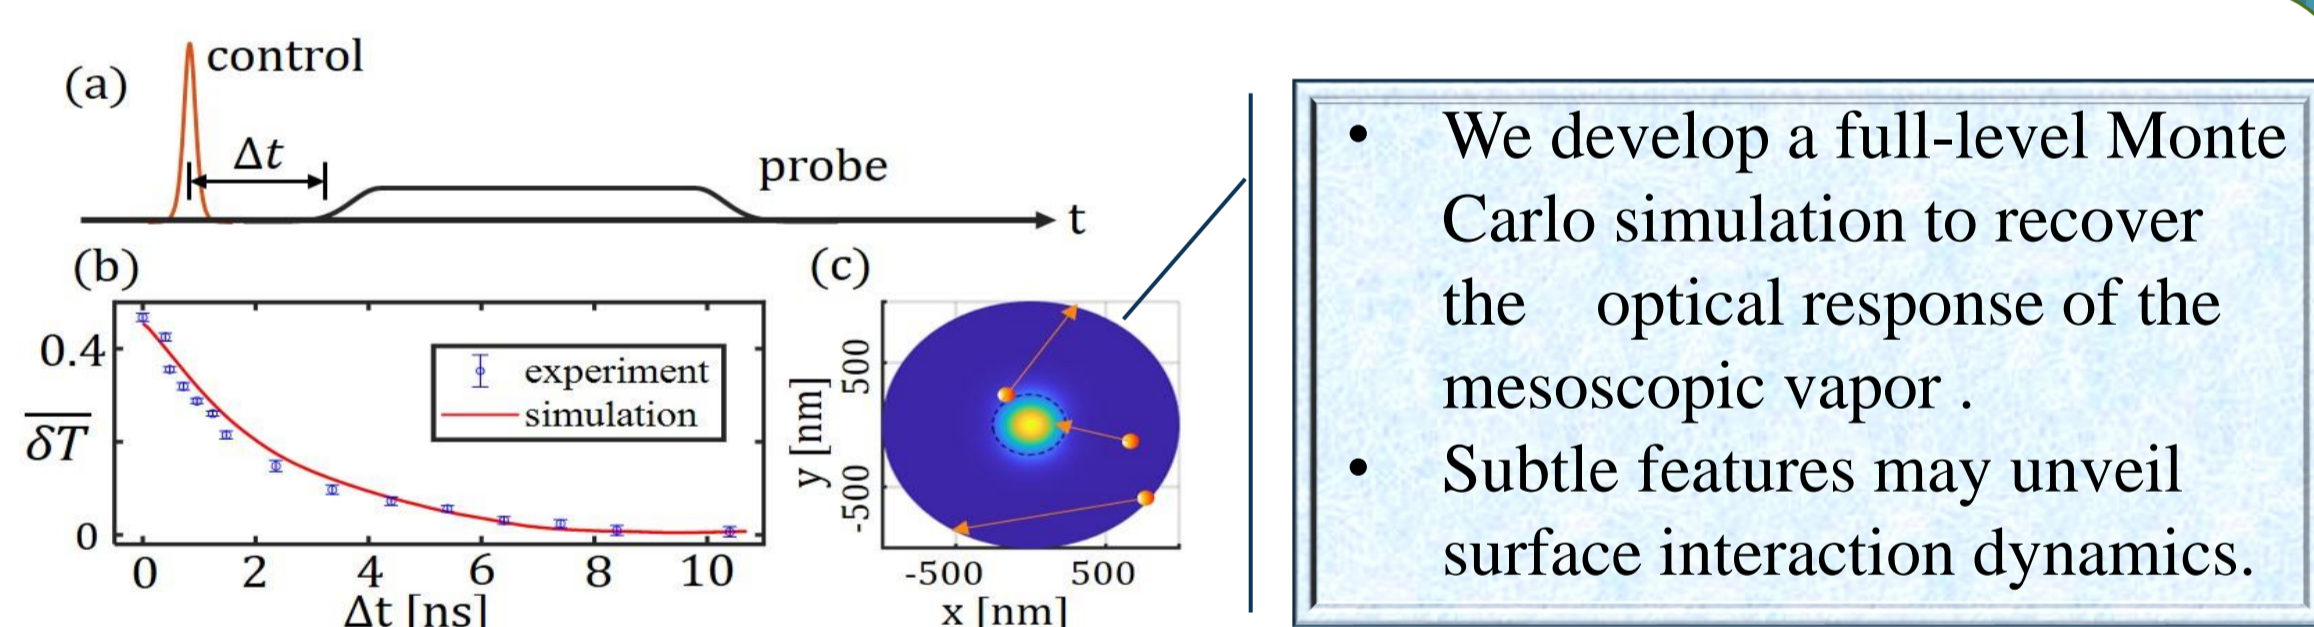 (a)
control
Δt
probe
t
(b)
0.4
δT
0
experiment
simulation
0 2 4 6 8 10
Δt [ns]
(c)
y [nm]
500
-500
-500 500
x [nm]
• We develop a full-level Monte
Carlo simulation to recover
the optical response of the
mesoscopic vapor .
• Subtle features may unveil
surface interaction dynamics.